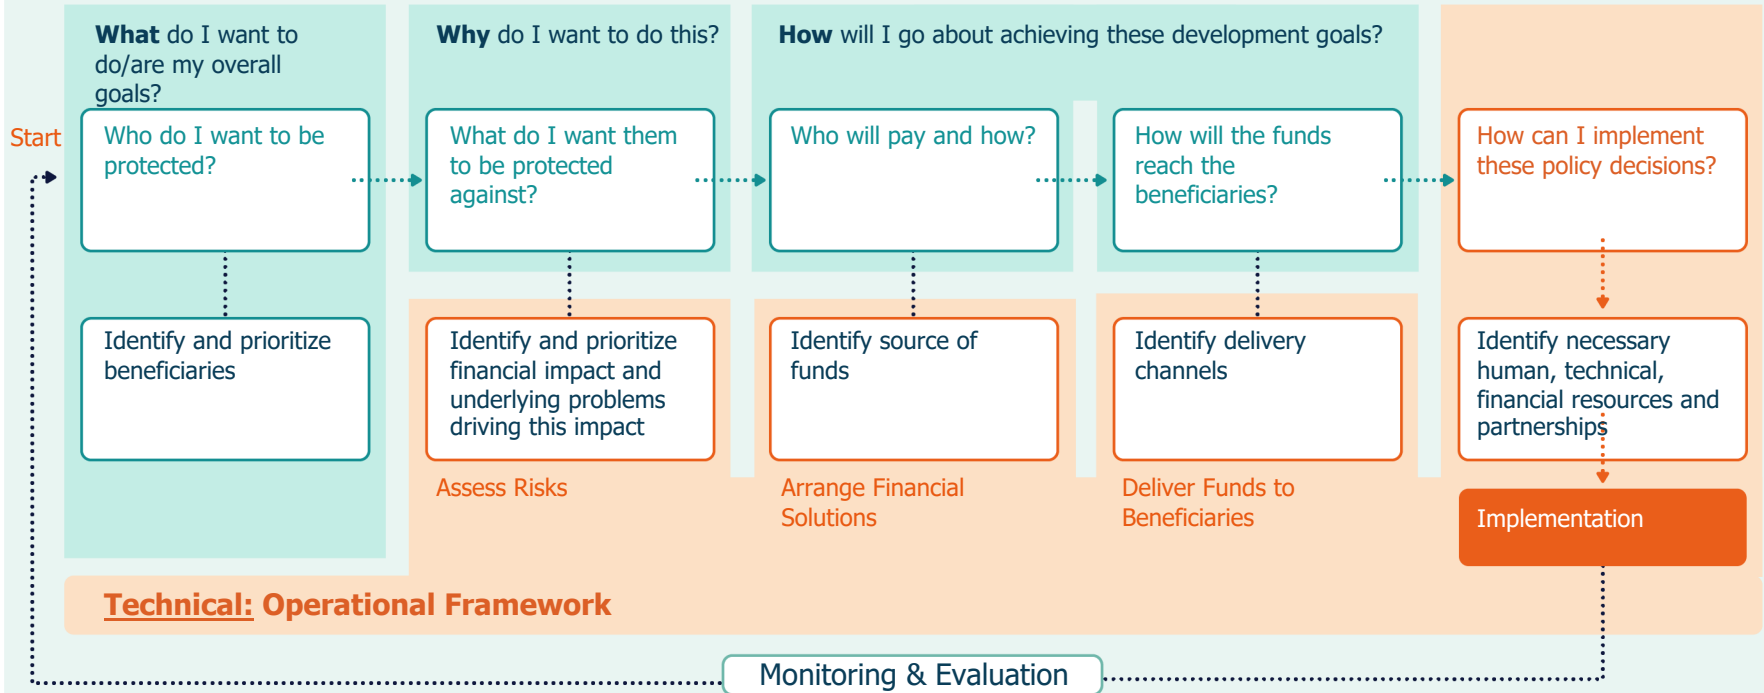 What do I want to
do/are my overall
goals?
Why do I want to do this?
How will I go about achieving these development goals?
Start
Who do I want to be
protected?
What do I want them
to be protected
against?
Who will pay and how?
How will the funds
reach the
beneficiaries?
How can I implement
these policy decisions?
Identify and prioritize
beneficiaries
Identify and prioritize
financial impact and
underlying problems
driving this impact
Identify source of
funds
Identify delivery
channels
Identify necessary
human, technical,
financial resources and
partnerships
Assess Risks
Arrange Financial
Solutions
Deliver Funds to
Beneficiaries
Implementation
Technical: Operational Framework
Monitoring & Evaluation